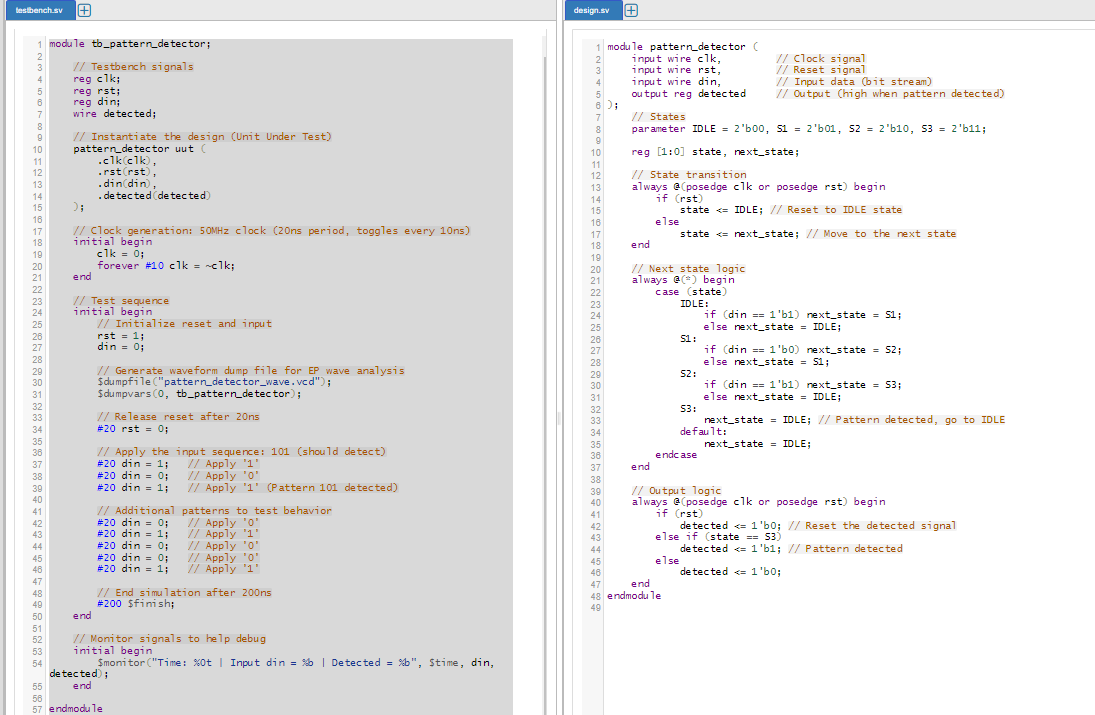 testbench.sv
1 module tb_pattern_detector;
2
3 // Testbench signals
4 reg clk;
5 reg rst;
6 reg din;
7 wire detected;
8
9 // Instantiate the design (Unit Under Test)
10 pattern_detector uut (
11 .clk(clk),
12 .rst(rst),
13 .din(din),
14 .detected(detected)
15 );
16
17 // Clock generation: 50MHz clock (20ns period, toggles every 10ns)
18 initial begin
19 clk = 0;
20 forever #10 clk = ~clk;
21 end
22
23 // Test sequence
24 initial begin
25 // Initialize reset and input
26 rst = 1;
27 din = 0;
28
29 // Generate waveform dump file for EP wave analysis
30 $dumpfile("pattern_detector_wave.vcd");
31 $dumpvars(0, tb_pattern_detector);
32
33 // Release reset after 20ns
34 #20 rst = 0;
35
36 // Apply the input sequence: 101 (should detect)
37 #20 din = 1; // Apply '1'
38 #20 din = 0; // Apply '0'
39 #20 din = 1; // Apply '1' (Pattern 101 detected)
40
41 // Additional patterns to test behavior
42 #20 din = 0; // Apply '0'
43 #20 din = 1; // Apply '1'
44 #20 din = 0; // Apply '0'
45 #20 din = 0; // Apply '0'
46 #20 din = 1; // Apply '1'
47
48 // End simulation after 200ns
49 #200 $finish;
50 end
51
52 // Monitor signals to help debug
53 initial begin
54 $monitor("Time: %0t | Input din = %b | Detected = %b", $time, din,
detected);
55 end
56
57 endmodule
design.sv
1 module pattern_detector (
2 input wire clk, // Clock signal
3 input wire rst, // Reset signal
4 input wire din, // Input data (bit stream)
5 output reg detected // Output (high when pattern detected)
6 );
7 // States
8 parameter IDLE = 2'b00, S1 = 2'b01, S2 = 2'b10, S3 = 2'b11;
9
10 reg [1:0] state, next_state;
11
12 // State transition
13 always @(posedge clk or posedge rst) begin
14 if (rst)
15 state <= IDLE; // Reset to IDLE state
16 else
17 state <= next_state; // Move to the next state
18 end
19
20 // Next state logic
21 always @(*) begin
22 case (state)
23 IDLE:
24 if (din == 1'b1) next_state = S1;
25 else next_state = IDLE;
26 S1:
27 if (din == 1'b0) next_state = S2;
28 else next_state = S1;
29 S2:
30 if (din == 1'b1) next_state = S3;
31 else next_state = IDLE;
32 S3:
33 next_state = IDLE; // Pattern detected, go to IDLE
34 default:
35 next_state = IDLE;
36 endcase
37 end
38
39 // Output logic
40 always @(posedge clk or posedge rst) begin
41 if (rst)
42 detected <= 1'b0; // Reset the detected signal
43 else if (state == S3)
44 detected <= 1'b1; // Pattern detected
45 else
46 detected <= 1'b0;
47 end
48 endmodule
49